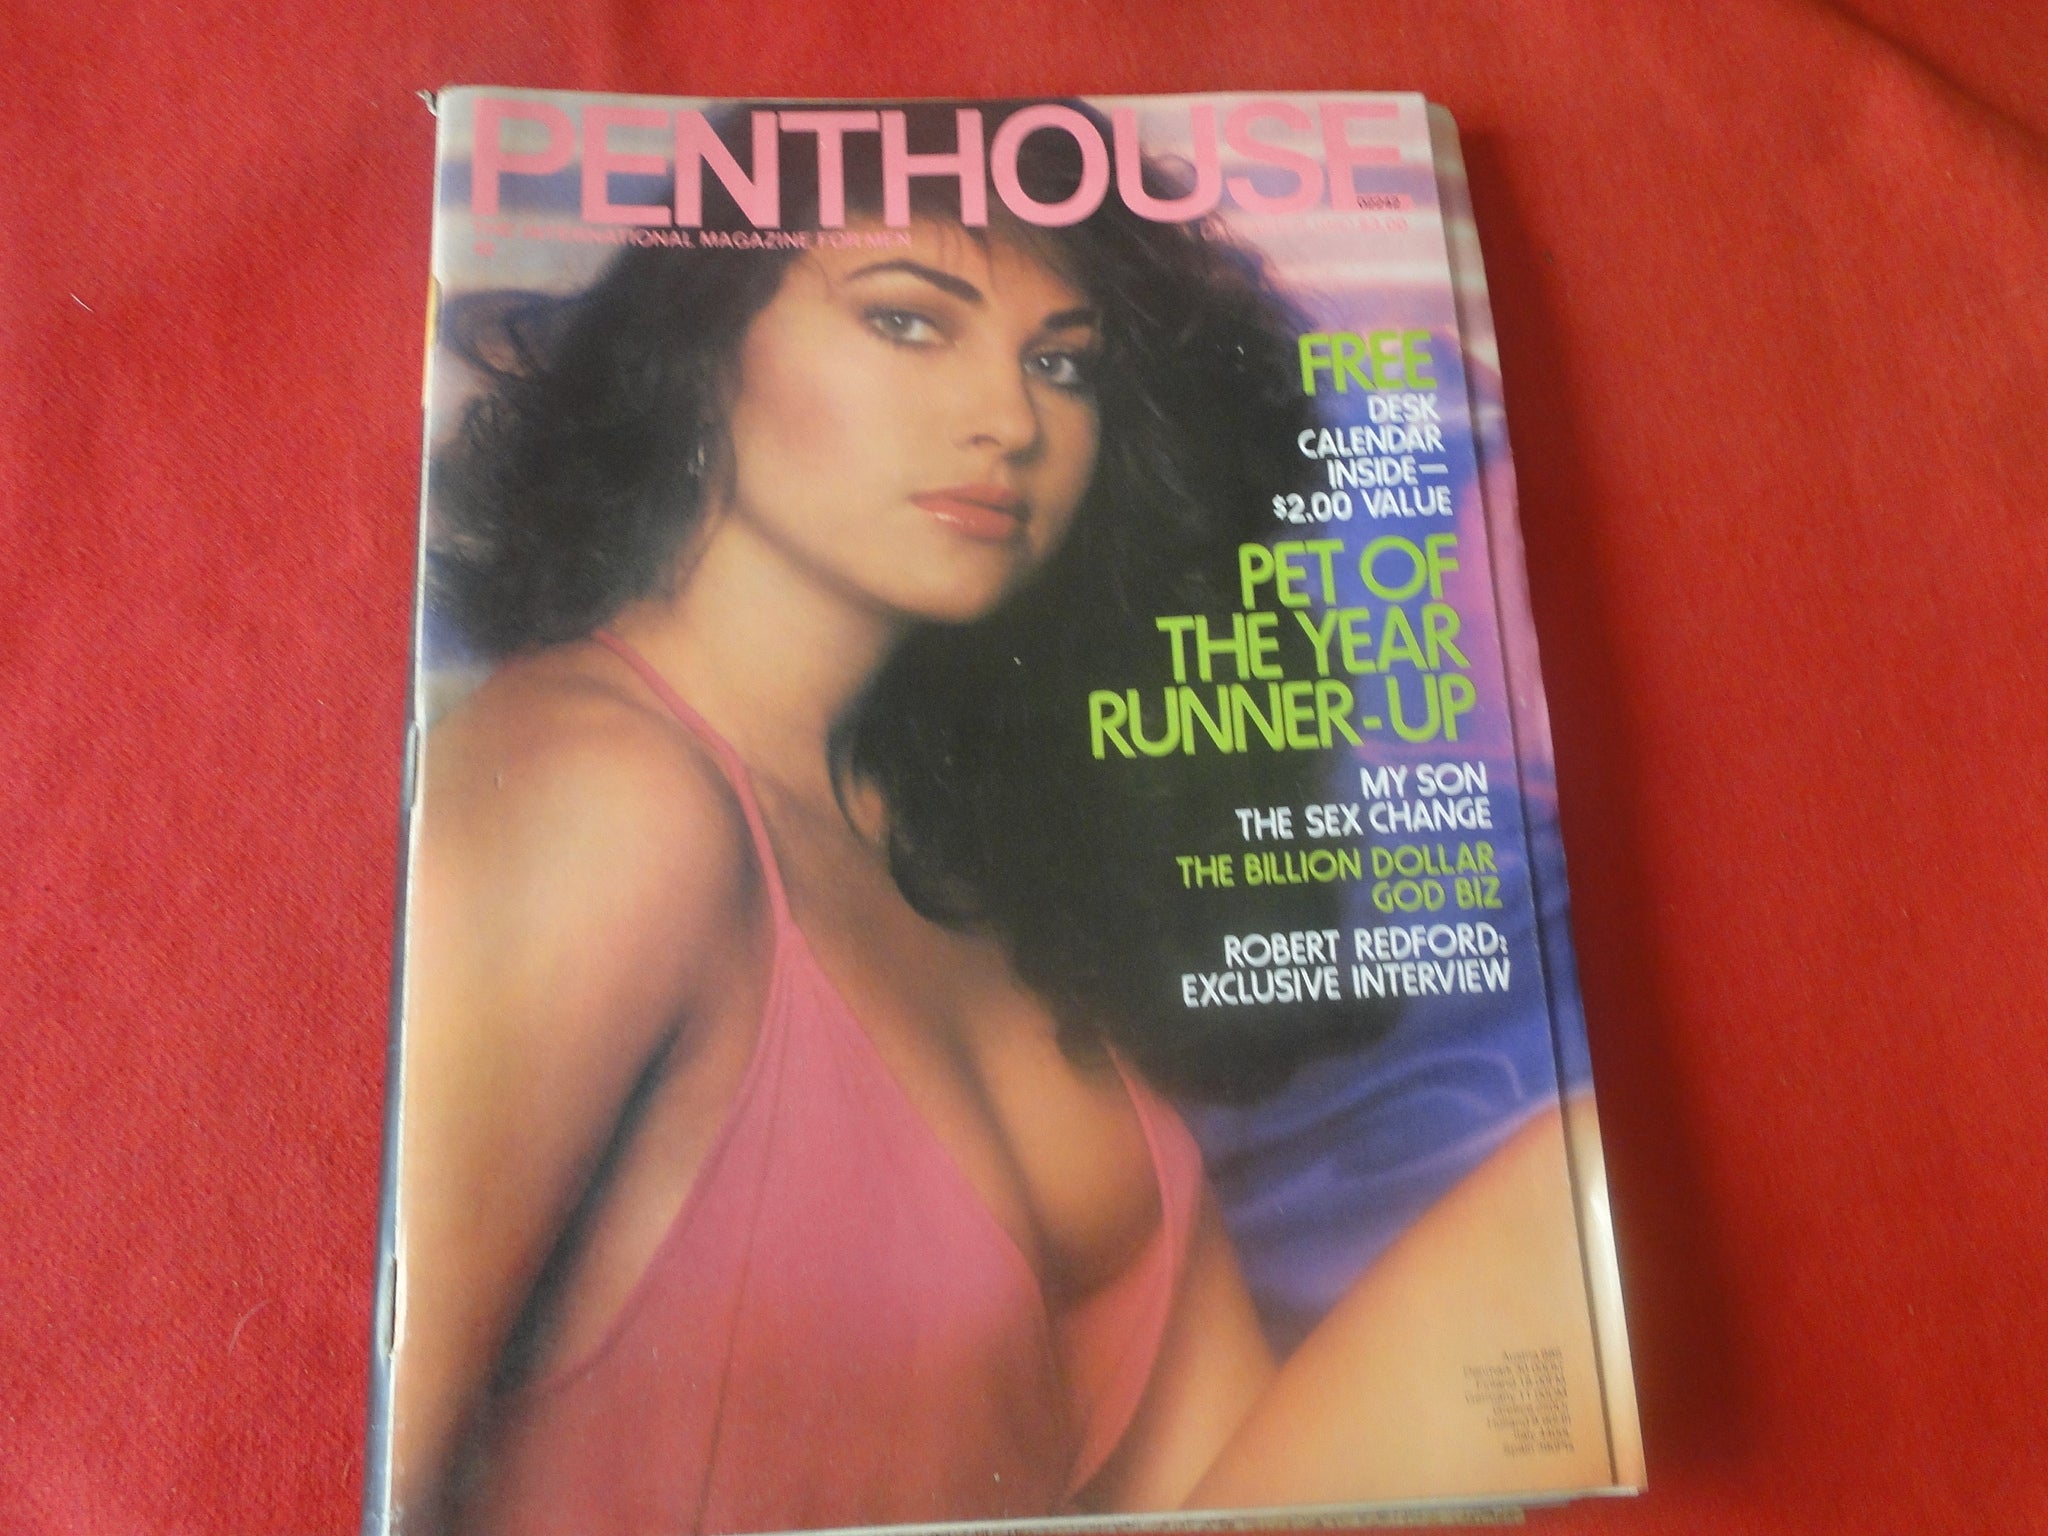 PENTHOUSE
THE INTERNATIONAL MAGAZINE FOR MEN
FREE
DESK
CALENDAR
INSIDE—
$2.00 VALUE
PET OF
THE YEAR
RUNNER-UP
MY SON
THE SEX CHANGE
THE BILLION DOLLAR
GOD BIZ
ROBERT REDFORD:
EXCLUSIVE INTERVIEW